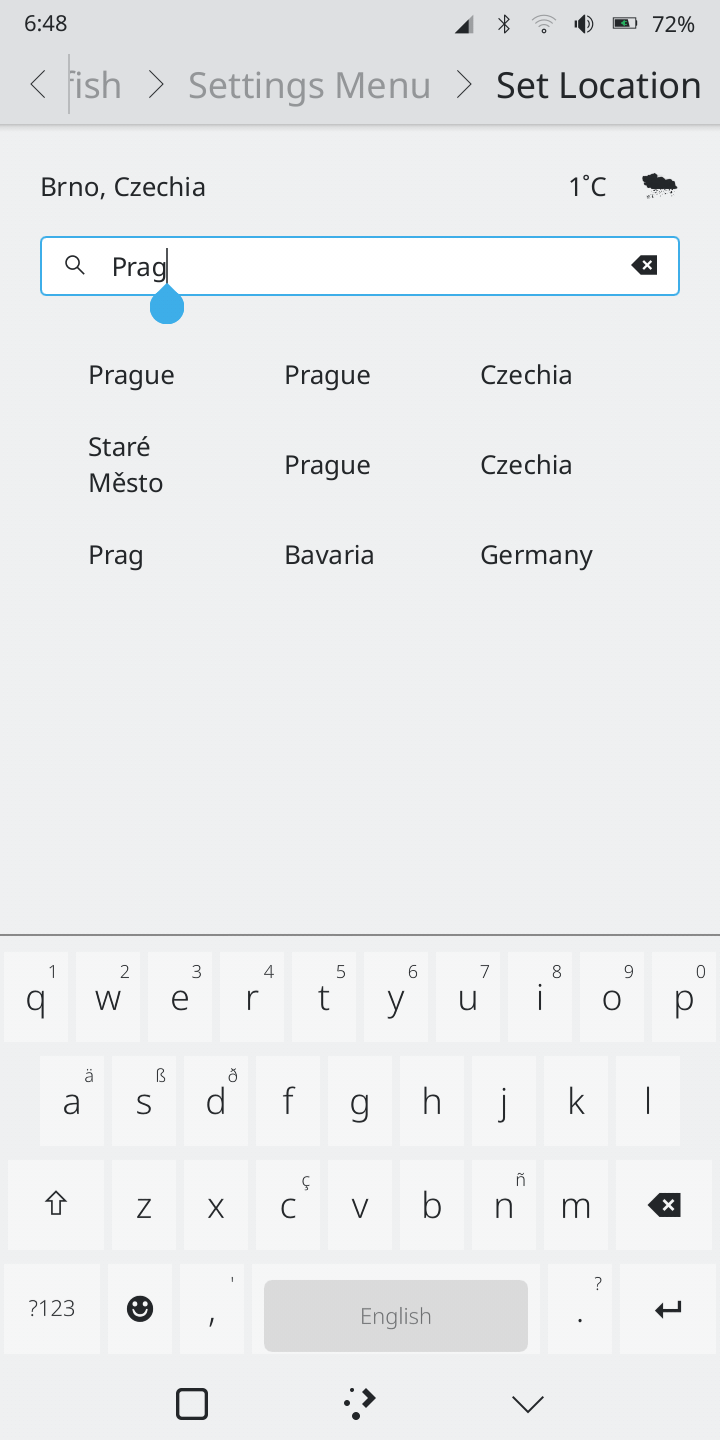 6:48 72%
fish Settings Menu Set Location
Brno, Czechia 1°C
Prag
Prague Prague Czechia
Staré
Město Prague Czechia
Prag Bavaria Germany
1 2 3 4 5 6 7 8 9 0
q w e r t y u i o p
ä ß ð
a s d f g h j k l
ç ñ
z x c v b n m
' ?
?123 , English .